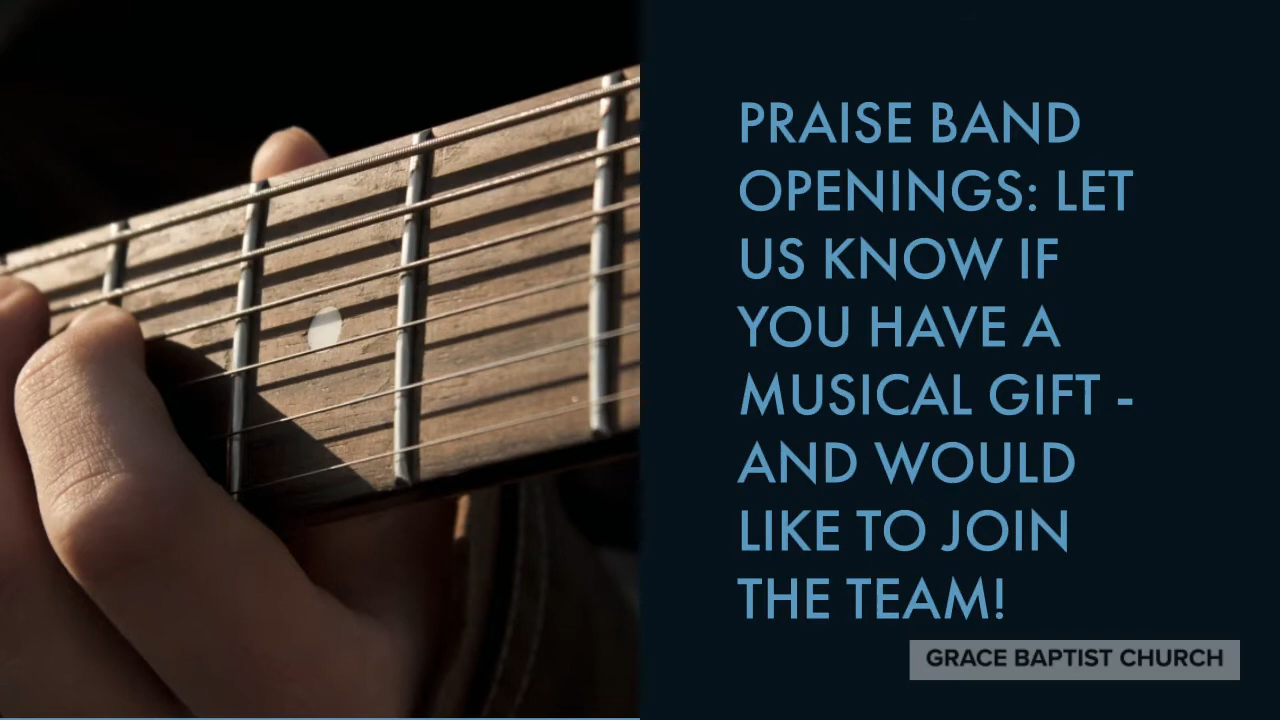 PRAISE BAND
OPENINGS: LET
US KNOW IF
YOU HAVE A
MUSICAL GIFT -
AND WOULD
LIKE TO JOIN
THE TEAM!
GRACE BAPTIST CHURCH